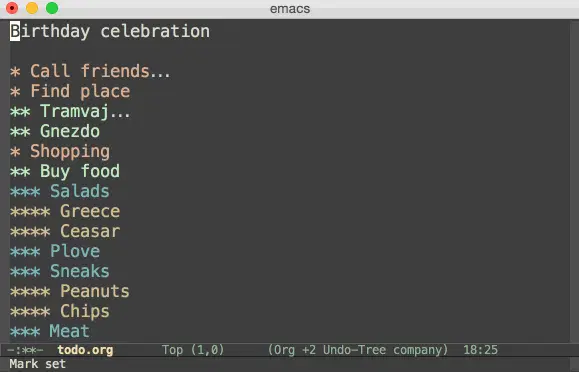 emacs
Birthday celebration
* Call friends...
* Find place
** Tramvaj...
** Gnezdo
* Shopping
** Buy food
*** Salads
**** Greece
**** Ceasar
*** Plove
*** Sneaks
**** Peanuts
**** Chips
*** Meat
-:**- todo.org Top (1,0) (Org +2 Undo-Tree company) 18:25
Mark set